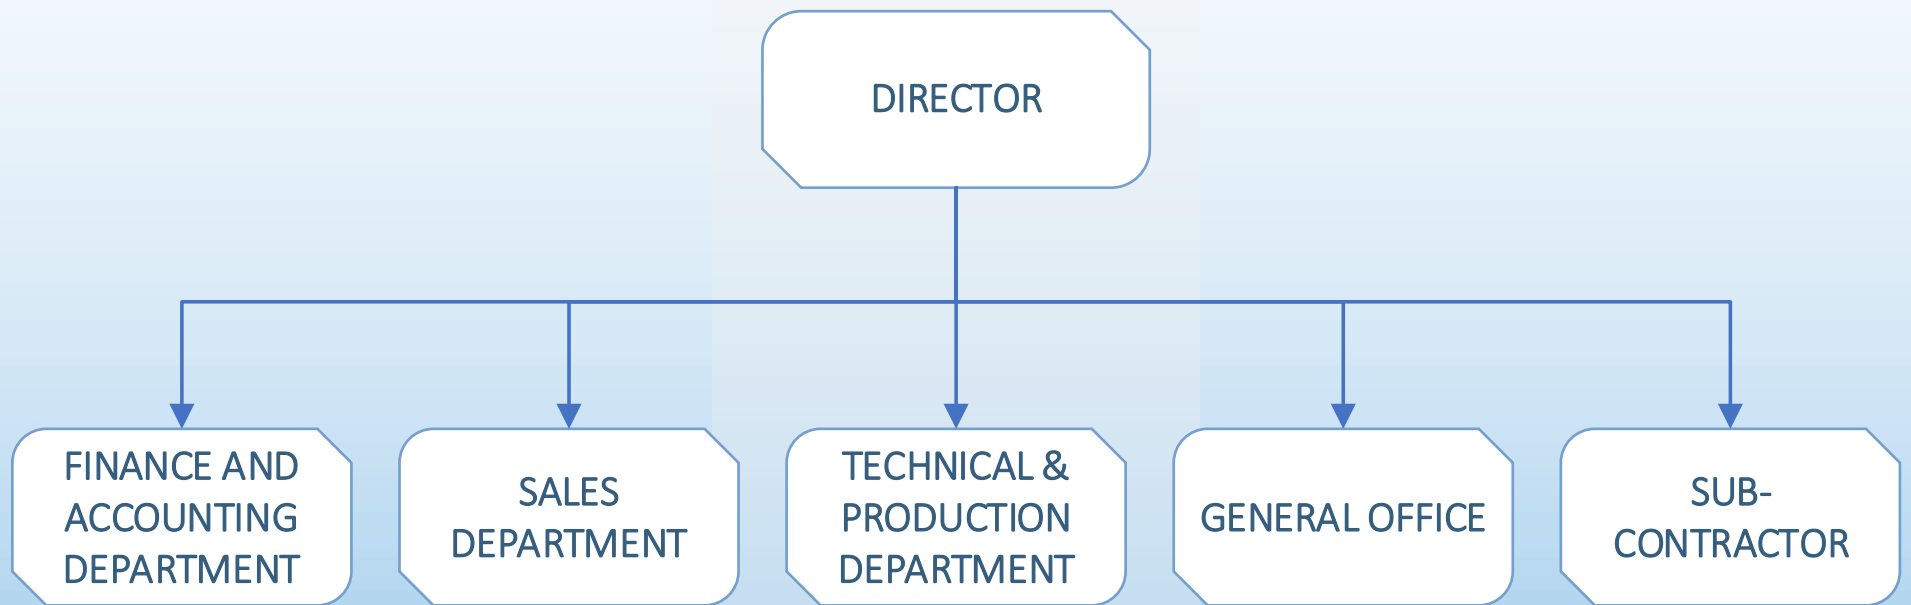 DIRECTOR
FINANCE AND
ACCOUNTING
DEPARTMENT
SALES
DEPARTMENT
TECHNICAL &
PRODUCTION
DEPARTMENT
GENERAL OFFICE
SUB-
CONTRACTOR